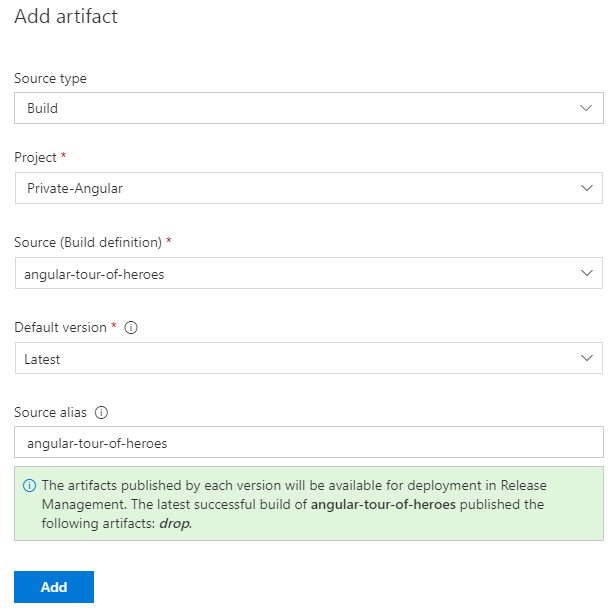 Add artifact
Source type
Build
Project *
Private-Angular
Source (Build definition) *
angular-tour-of-heroes
Default version *
Latest
Source alias
angular-tour-of-heroes
The artifacts published by each version will be available for deployment in Release
Management. The latest successful build of angular-tour-of-heroes published the
following artifacts: drop.
Add